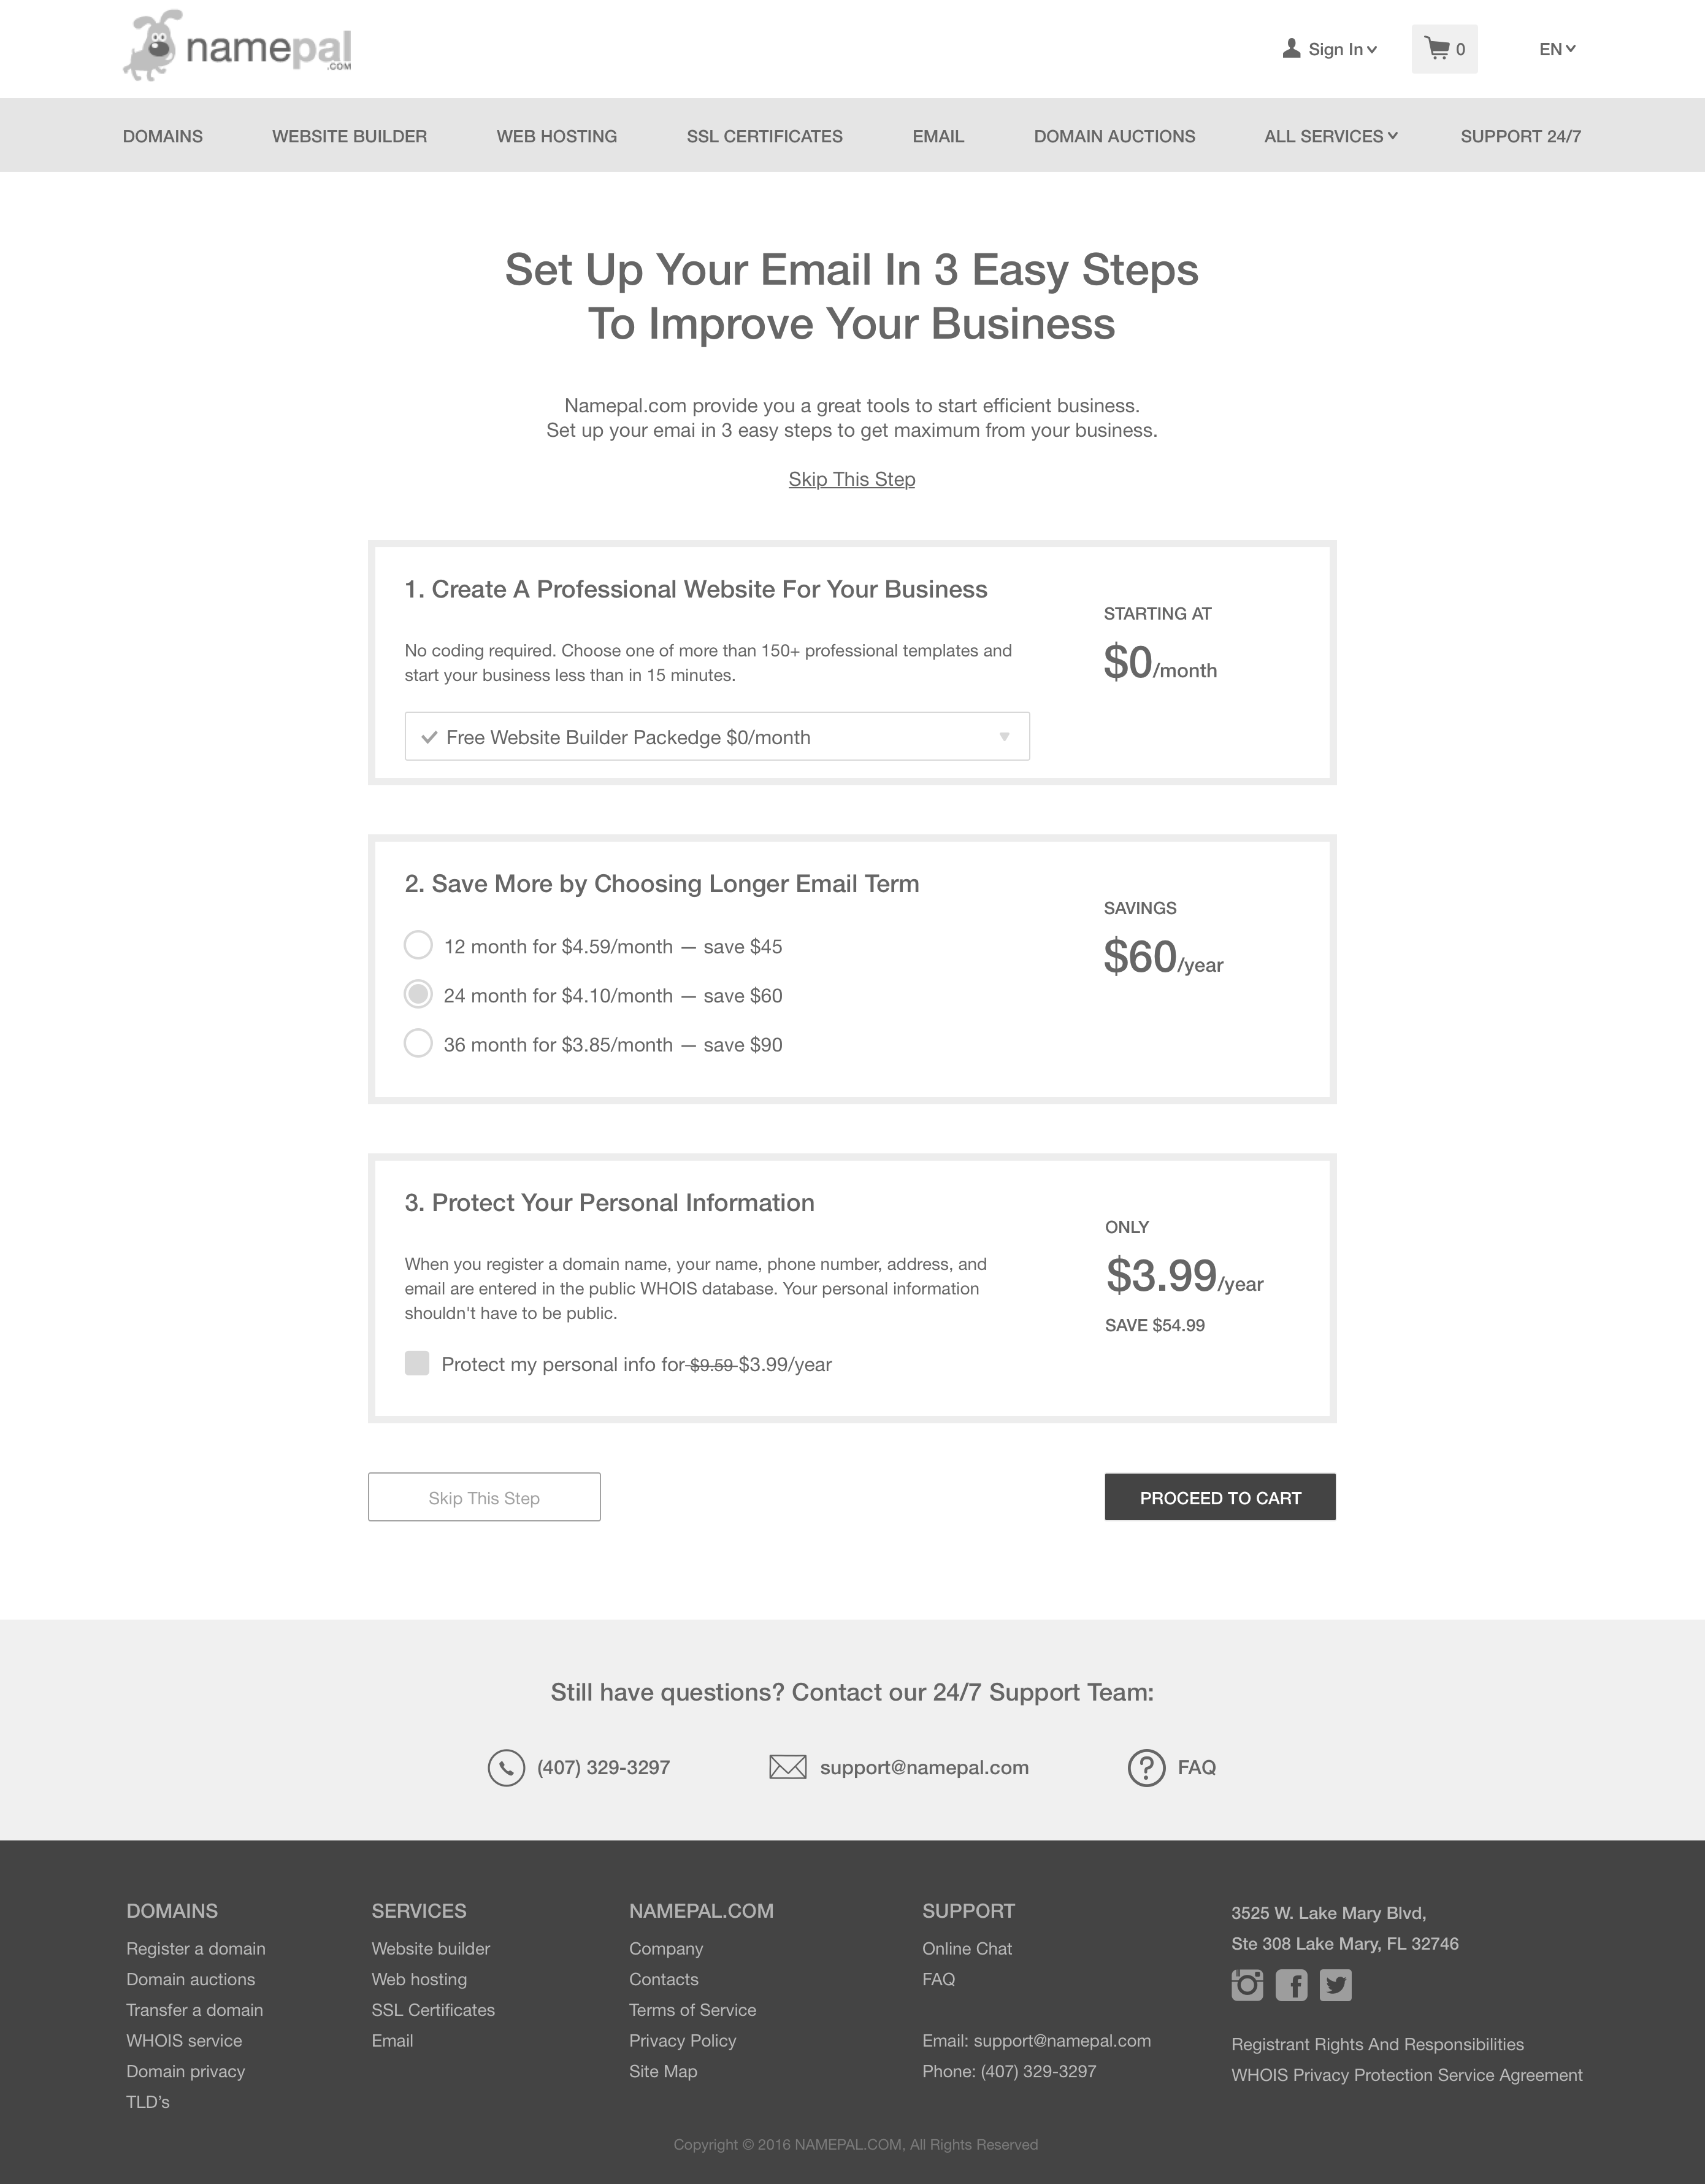 namepal
.COM
Sign In
0
EN
DOMAINS
WEBSITE BUILDER
WEB HOSTING
SSL CERTIFICATES
EMAIL
DOMAIN AUCTIONS
ALL SERVICES
SUPPORT 24/7
Set Up Your Email In 3 Easy Steps
To Improve Your Business
Namepal.com provide you a great tools to start efficient business.
Set up your emai in 3 easy steps to get maximum from your business.
Skip This Step
1. Create A Professional Website For Your Business
No coding required. Choose one of more than 150+ professional templates and
start your business less than in 15 minutes.
Free Website Builder Packedge $0/month
STARTING AT
$0/month
2. Save More by Choosing Longer Email Term
12 month for $4.59/month — save $45
24 month for $4.10/month — save $60
36 month for $3.85/month — save $90
SAVINGS
$60/year
3. Protect Your Personal Information
When you register a domain name, your name, phone number, address, and
email are entered in the public WHOIS database. Your personal information
shouldn't have to be public.
Protect my personal info for $9.59 $3.99/year
ONLY
$3.99/year
SAVE $54.99
Skip This Step
PROCEED TO CART
Still have questions? Contact our 24/7 Support Team:
(407) 329-3297
support@namepal.com
FAQ
DOMAINS
Register a domain
Domain auctions
Transfer a domain
WHOIS service
Domain privacy
TLD’s
SERVICES
Website builder
Web hosting
SSL Certificates
Email
NAMEPAL.COM
Company
Contacts
Terms of Service
Privacy Policy
Site Map
SUPPORT
Online Chat
FAQ
Email: support@namepal.com
Phone: (407) 329-3297
3525 W. Lake Mary Blvd,
Ste 308 Lake Mary, FL 32746
Registrant Rights And Responsibilities
WHOIS Privacy Protection Service Agreement
Copyright © 2016 NAMEPAL.COM, All Rights Reserved